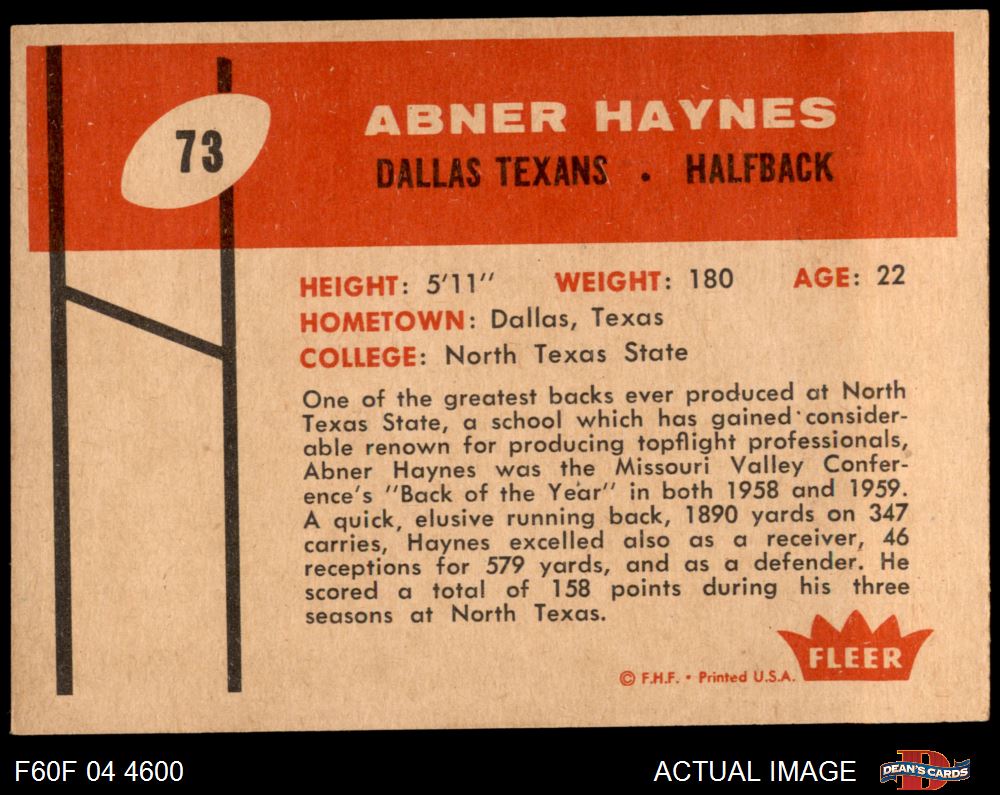 73
ABNER HAYNES
DALLAS TEXANS . HALFBACK
HEIGHT: 5'11" WEIGHT: 180 AGE: 22
HOMETOWN: Dallas, Texas
COLLEGE: North Texas State
One of the greatest backs ever produced at North
Texas State, a school which has gained consider-
able renown for producing topflight professionals,
Abner Haynes was the Missouri Valley Confer-
ence's "Back of the Year" in both 1958 and 1959.
A quick, elusive running back, 1890 yards on 347
carries, Haynes excelled also as a receiver, 46
receptions for 579 yards, and as a defender. He
scored a total of 158 points during his three
seasons at North Texas.
FLEER
© F.H.F. • Printed U.S.A.
F60F 04 4600
ACTUAL IMAGE
DEAN'S CARDS